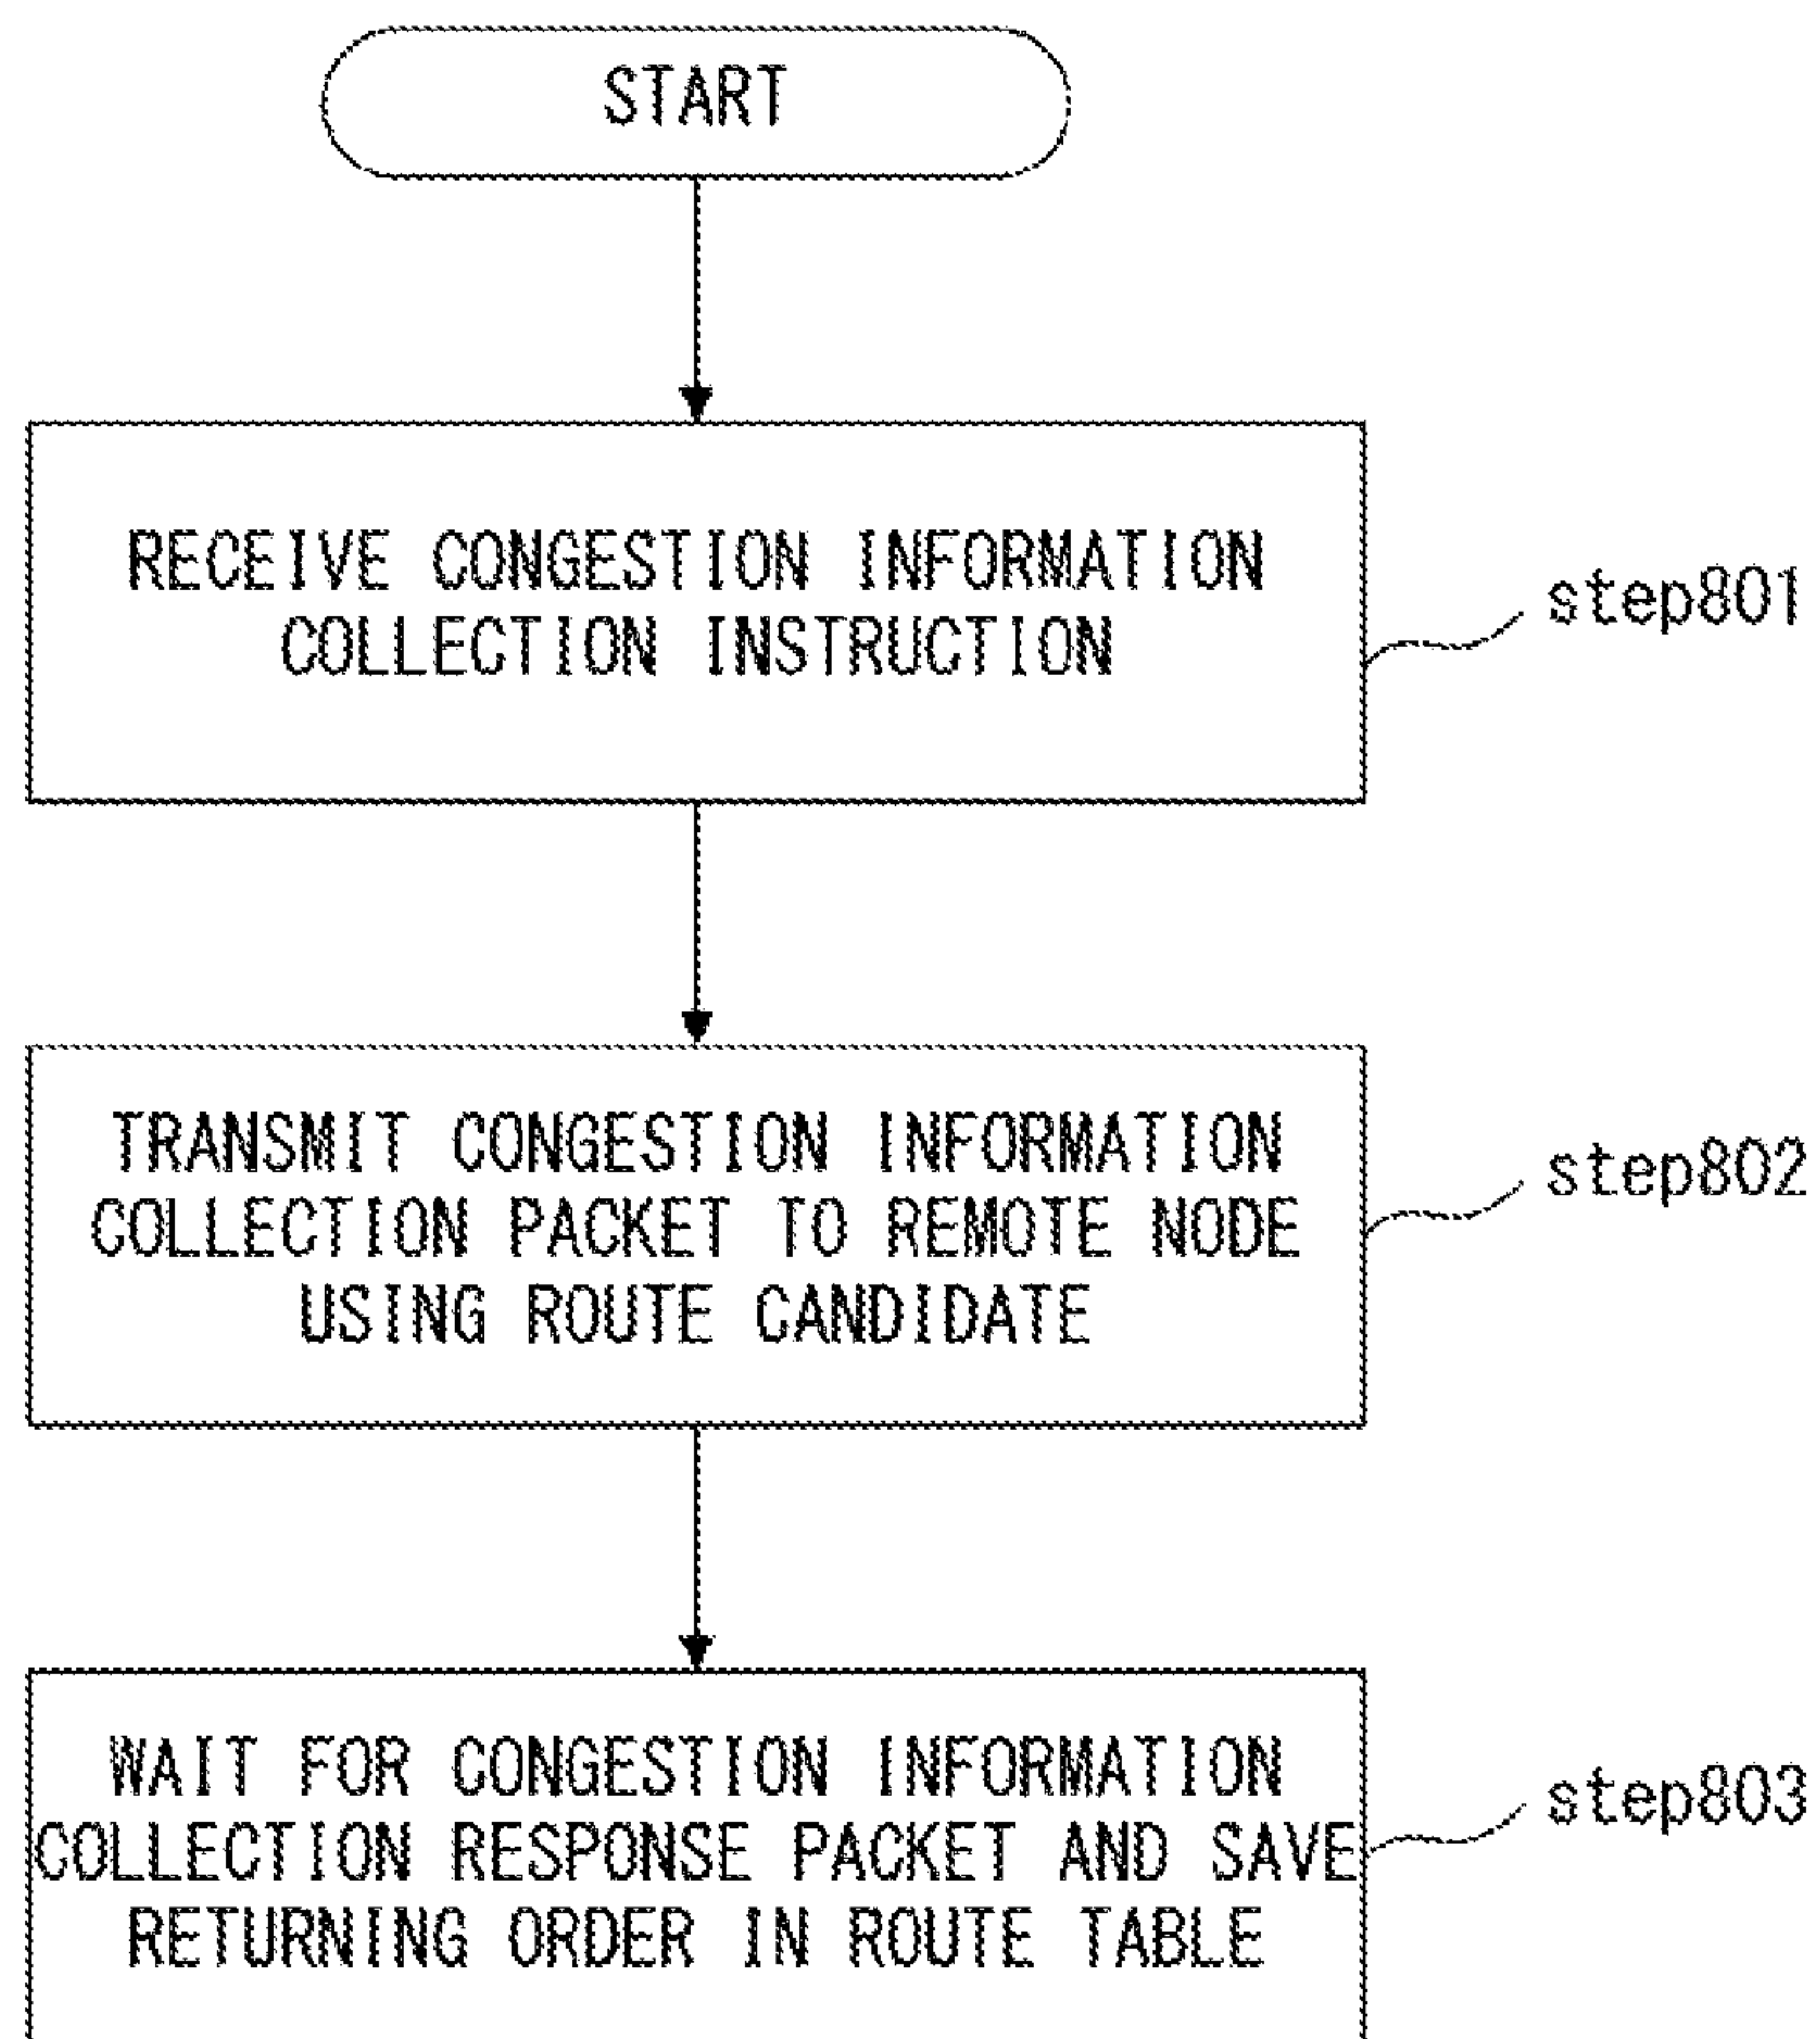 START
RECEIVE CONGESTION INFORMATION
COLLECTION INSTRUCTION
step801
TRANSMIT CONGESTION INFORMATION
COLLECTION PACKET TO REMOTE NODE
USING ROUTE CANDIDATE
step802
WAIT FOR CONGESTION INFORMATION
COLLECTION RESPONSE PACKET AND SAVE
RETURNING ORDER IN ROUTE TABLE
step803